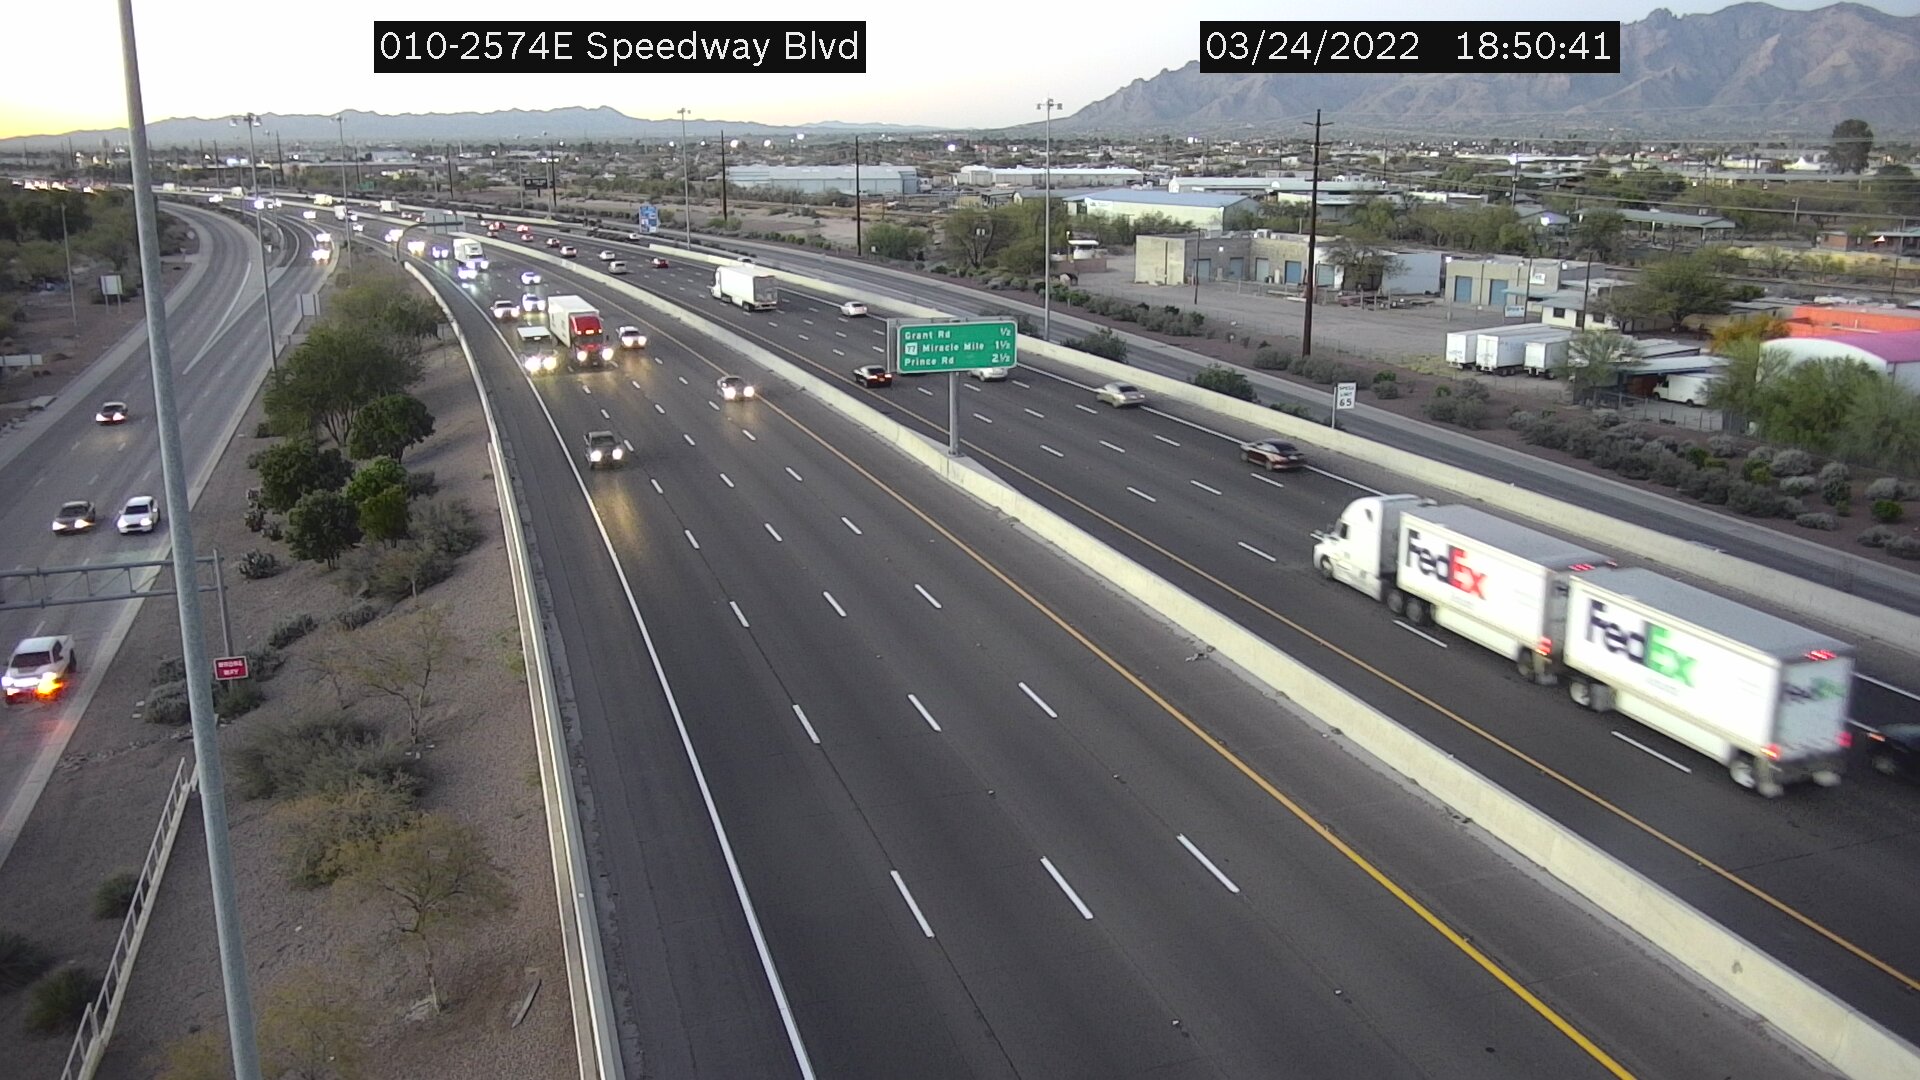 010-2574E Speedway Blvd
03/24/2022 18:50:41
Grant Rd ½
77 Miracle Mile 1½
Prince Rd 2½
SPEED
LIMIT
65
FedEx
FedEx
WRONG
WAY